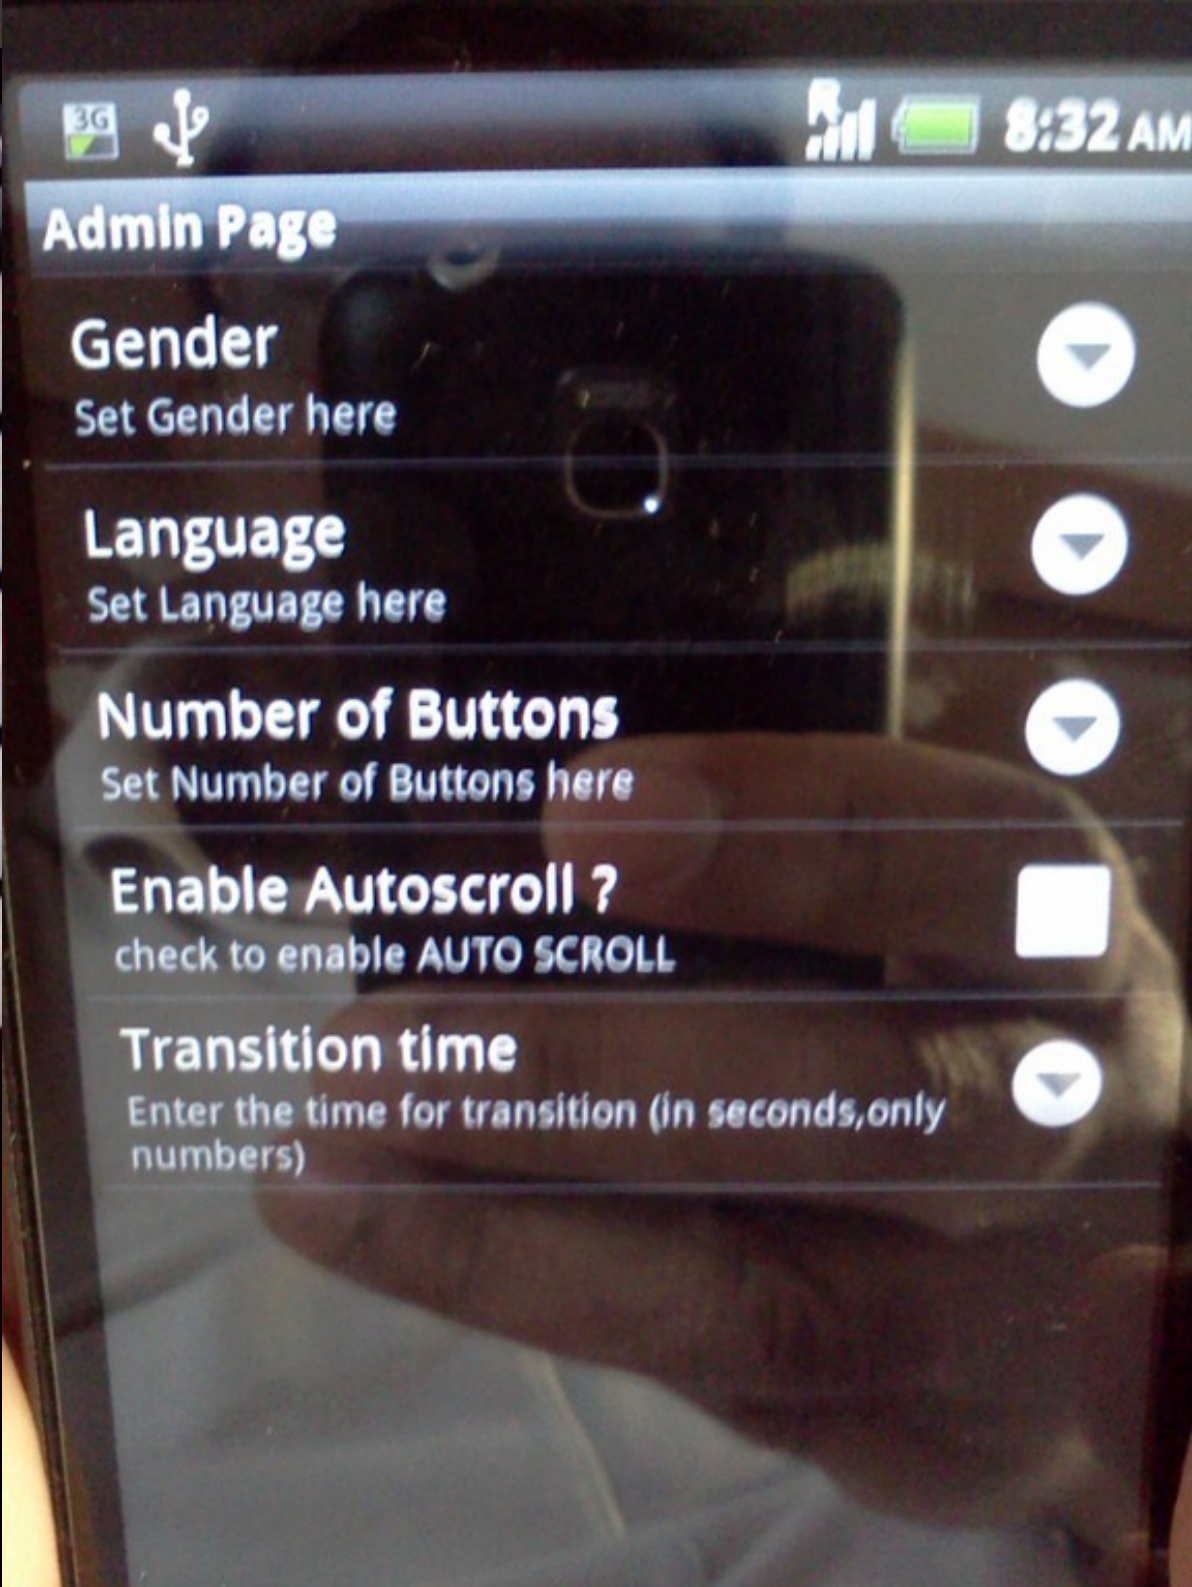 3G R 8:32 AM
Admin Page
Gender
Set Gender here
Language
Set Language here
Number of Buttons
Set Number of Buttons here
Enable Autoscroll ?
check to enable AUTO SCROLL
Transition time
Enter the time for transition (in seconds,only
numbers)